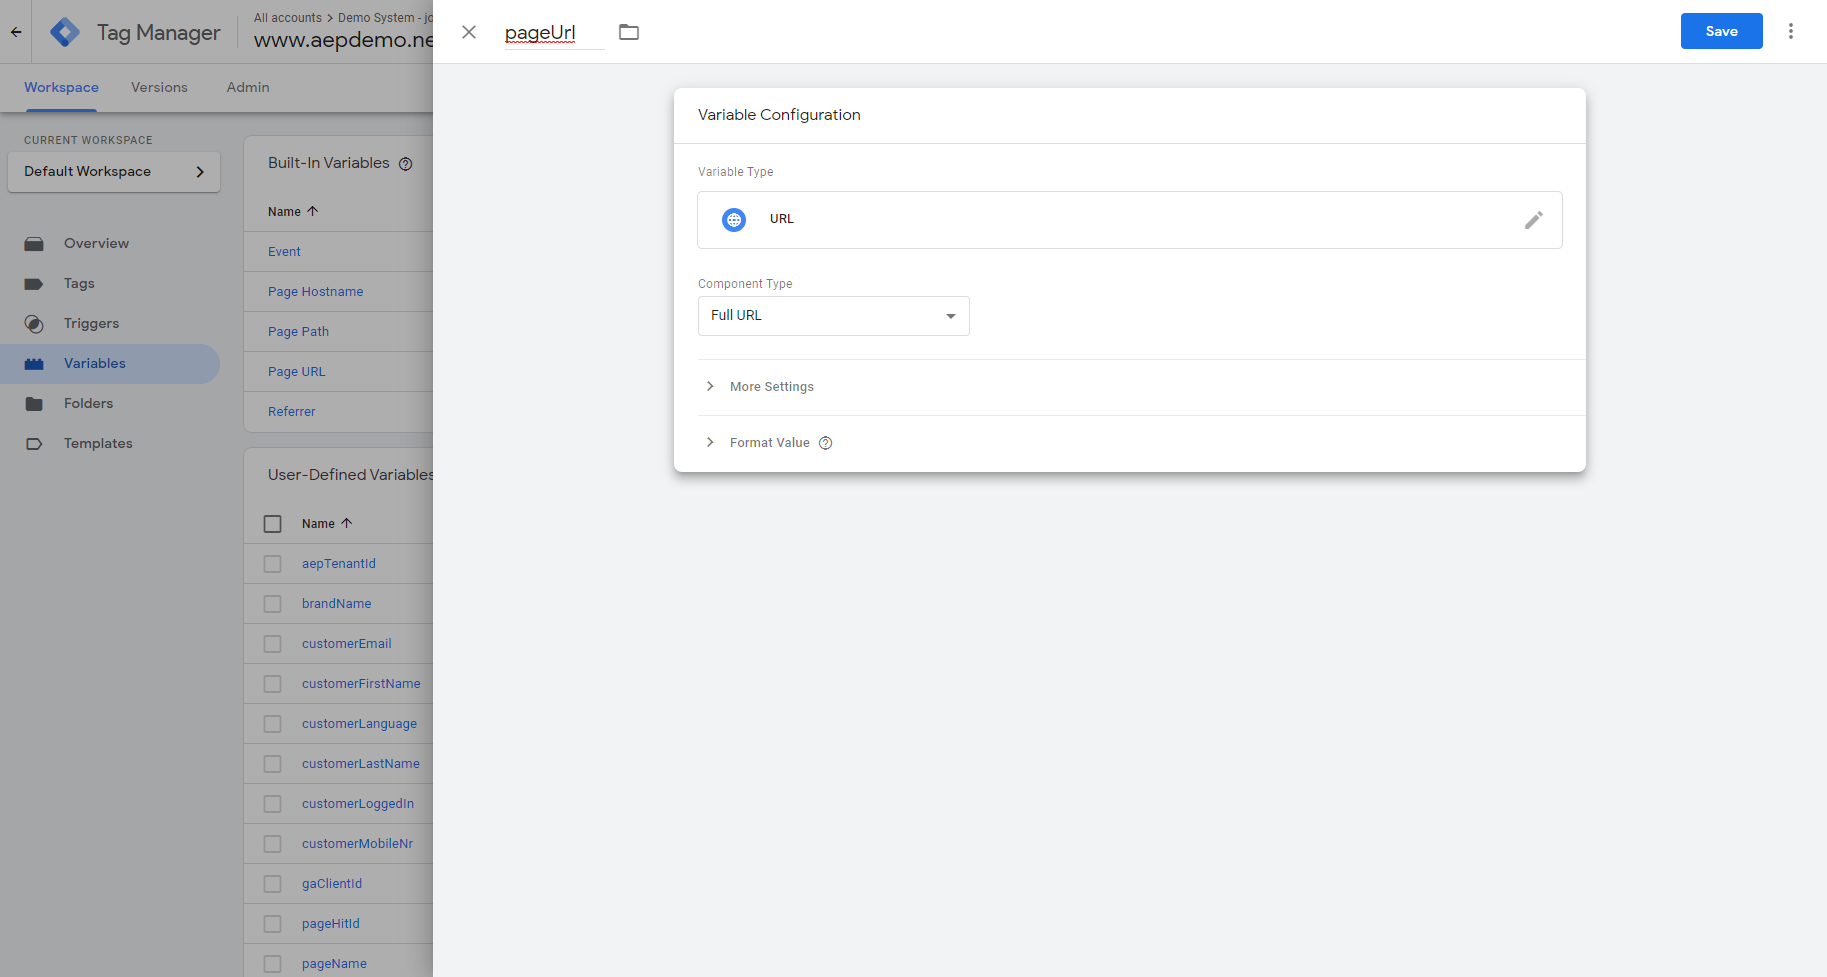 Tag Manager
All accounts > Demo System - jo
www.aepdemo.ne
pageUrl
Save
Workspace
Versions
Admin
CURRENT WORKSPACE
Default Workspace
Overview
Tags
Triggers
Variables
Folders
Templates
Built-In Variables
Name
Event
Page Hostname
Page Path
Page URL
Referrer
User-Defined Variables
Name
aepTenantId
brandName
customerEmail
customerFirstName
customerLanguage
customerLastName
customerLoggedIn
customerMobileNr
gaClientId
pageHitId
pageName
Variable Configuration
Variable Type
URL
Component Type
Full URL
More Settings
Format Value